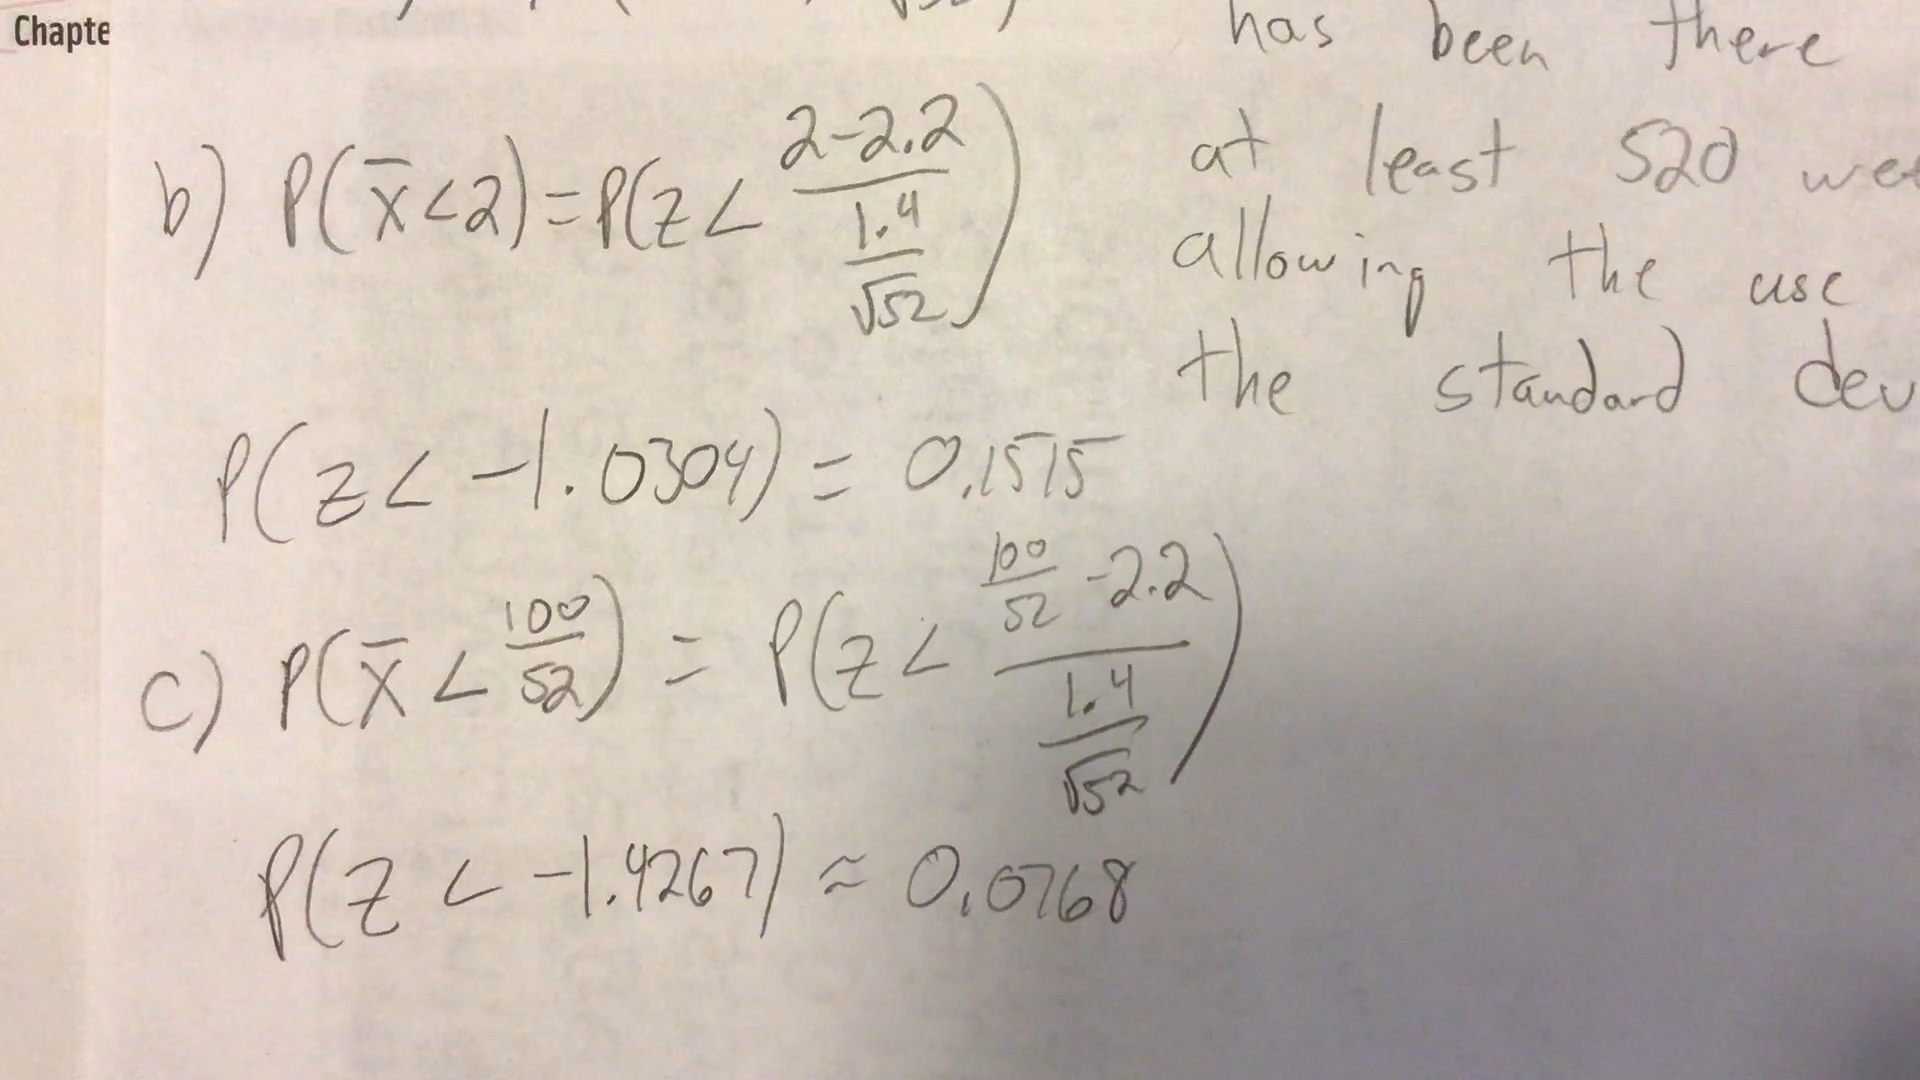 Chapte
has been there
at least 520
allowing the use
the standard dev
b) P(x̄<2)=P(z< (2-2.2)/(1.4/√52))
P(z< -1.0304) = 0.1515
c) P(x̄ < 100/52) = P(z< (100/52 -2.2)/(1.4/√52))
P(z < -1.4267) ≈ 0.0768